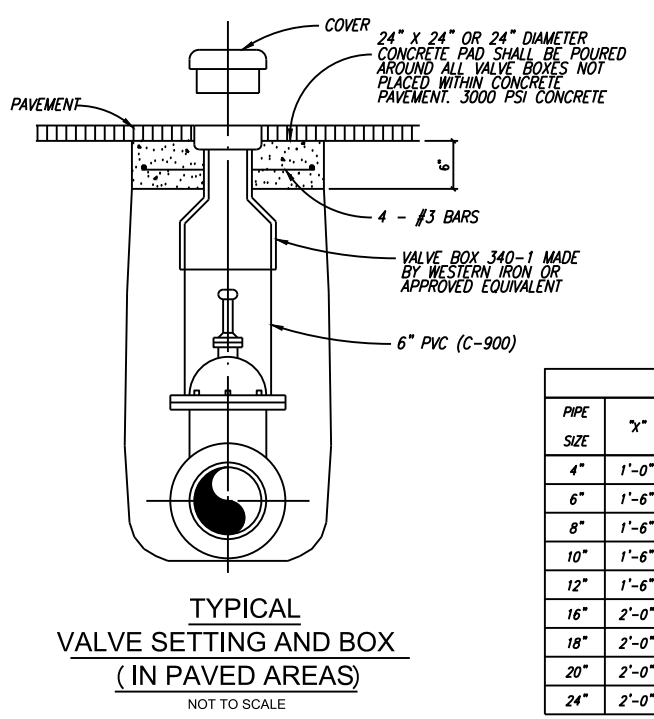 COVER
24" X 24" OR 24" DIAMETER
CONCRETE PAD SHALL BE POURED
AROUND ALL VALVE BOXES NOT
PLACED WITHIN CONCRETE
PAVEMENT. 3000 PSI CONCRETE
PAVEMENT
6"
4 - #3 BARS
VALVE BOX 340-1 MADE
BY WESTERN IRON OR
APPROVED EQUIVALENT
6" PVC (C-900)
PIPE SIZE "X"
4" 1'-0"
6" 1'-6"
8" 1'-6"
10" 1'-6"
12" 1'-6"
16" 2'-0"
18" 2'-0"
20" 2'-0"
24" 2'-0"
TYPICAL
VALVE SETTING AND BOX
( IN PAVED AREAS)
NOT TO SCALE